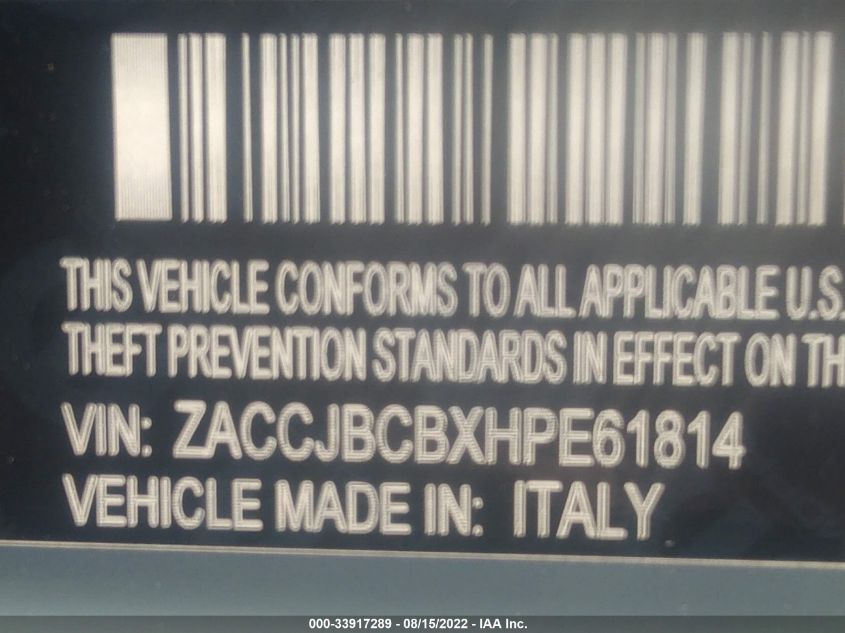 THIS VEHICLE CONFORMS TO ALL APPLICABLE U.S.
THEFT PREVENTION STANDARDS IN EFFECT ON TH
VIN: ZACCJBCBXHPE61814
VEHICLE MADE IN: ITALY
000-33917289 - 08/15/2022 - IAA Inc.